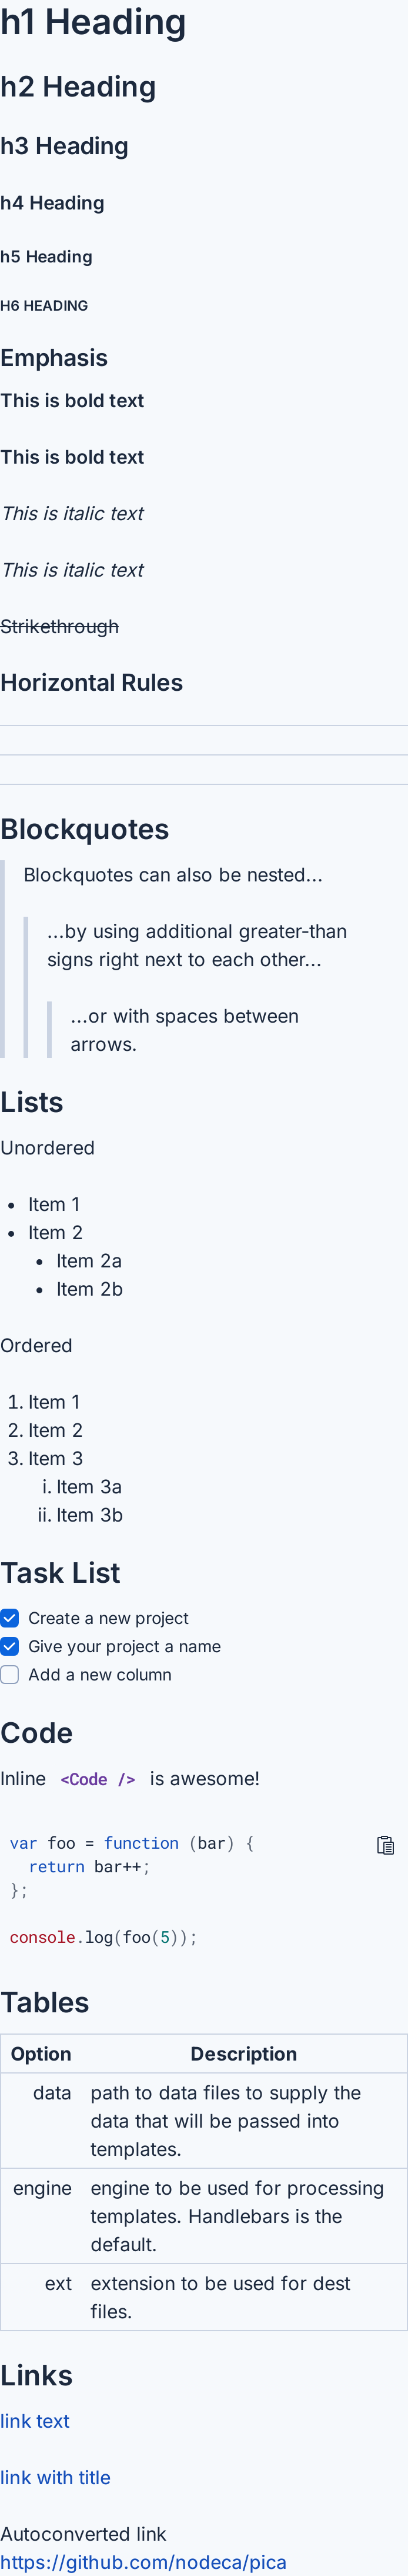 h1 Heading
h2 Heading
h3 Heading
h4 Heading
h5 Heading
H6 HEADING
Emphasis
This is bold text
This is bold text
This is italic text
This is italic text
Strikethrough
Horizontal Rules
Blockquotes
Blockquotes can also be nested...
...by using additional greater-than
signs right next to each other...
...or with spaces between
arrows.
Lists
Unordered
• Item 1
• Item 2
• Item 2a
• Item 2b
Ordered
1. Item 1
2. Item 2
3. Item 3
i. Item 3a
ii. Item 3b
Task List
Create a new project
Give your project a name
Add a new column
Code
Inline <Code /> is awesome!
var foo = function (bar) {
  return bar++;
};
console.log(foo(5));
Tables
Option Description
data path to data files to supply the
data that will be passed into
templates.
engine engine to be used for processing
templates. Handlebars is the
default.
ext extension to be used for dest
files.
Links
link text
link with title
Autoconverted link
https://github.com/nodeca/pica